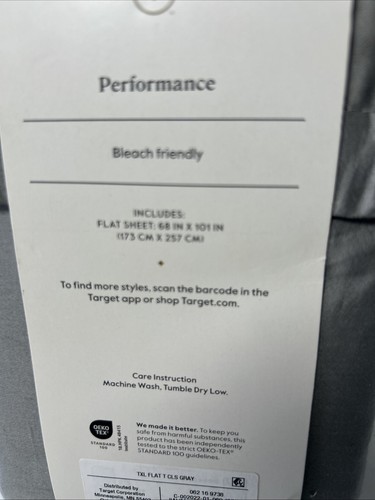 Performance
Bleach friendly
INCLUDES:
FLAT SHEET: 68 IN X 101 IN
(173 CM X 257 CM)
To find more styles, scan the barcode in the
Target app or shop Target.com.
Care Instruction
Machine Wash, Tumble Dry Low.
OEKO
TEX®
STANDARD
100
We made it better. To keep you
safe from harmful substances, this
product has been independently
tested to the strict OEKO-TEX®
STANDARD 100 guidelines.
TXL FLAT T CLS GRAY
Distributed by
Target Corporation
Minneapolis, MN